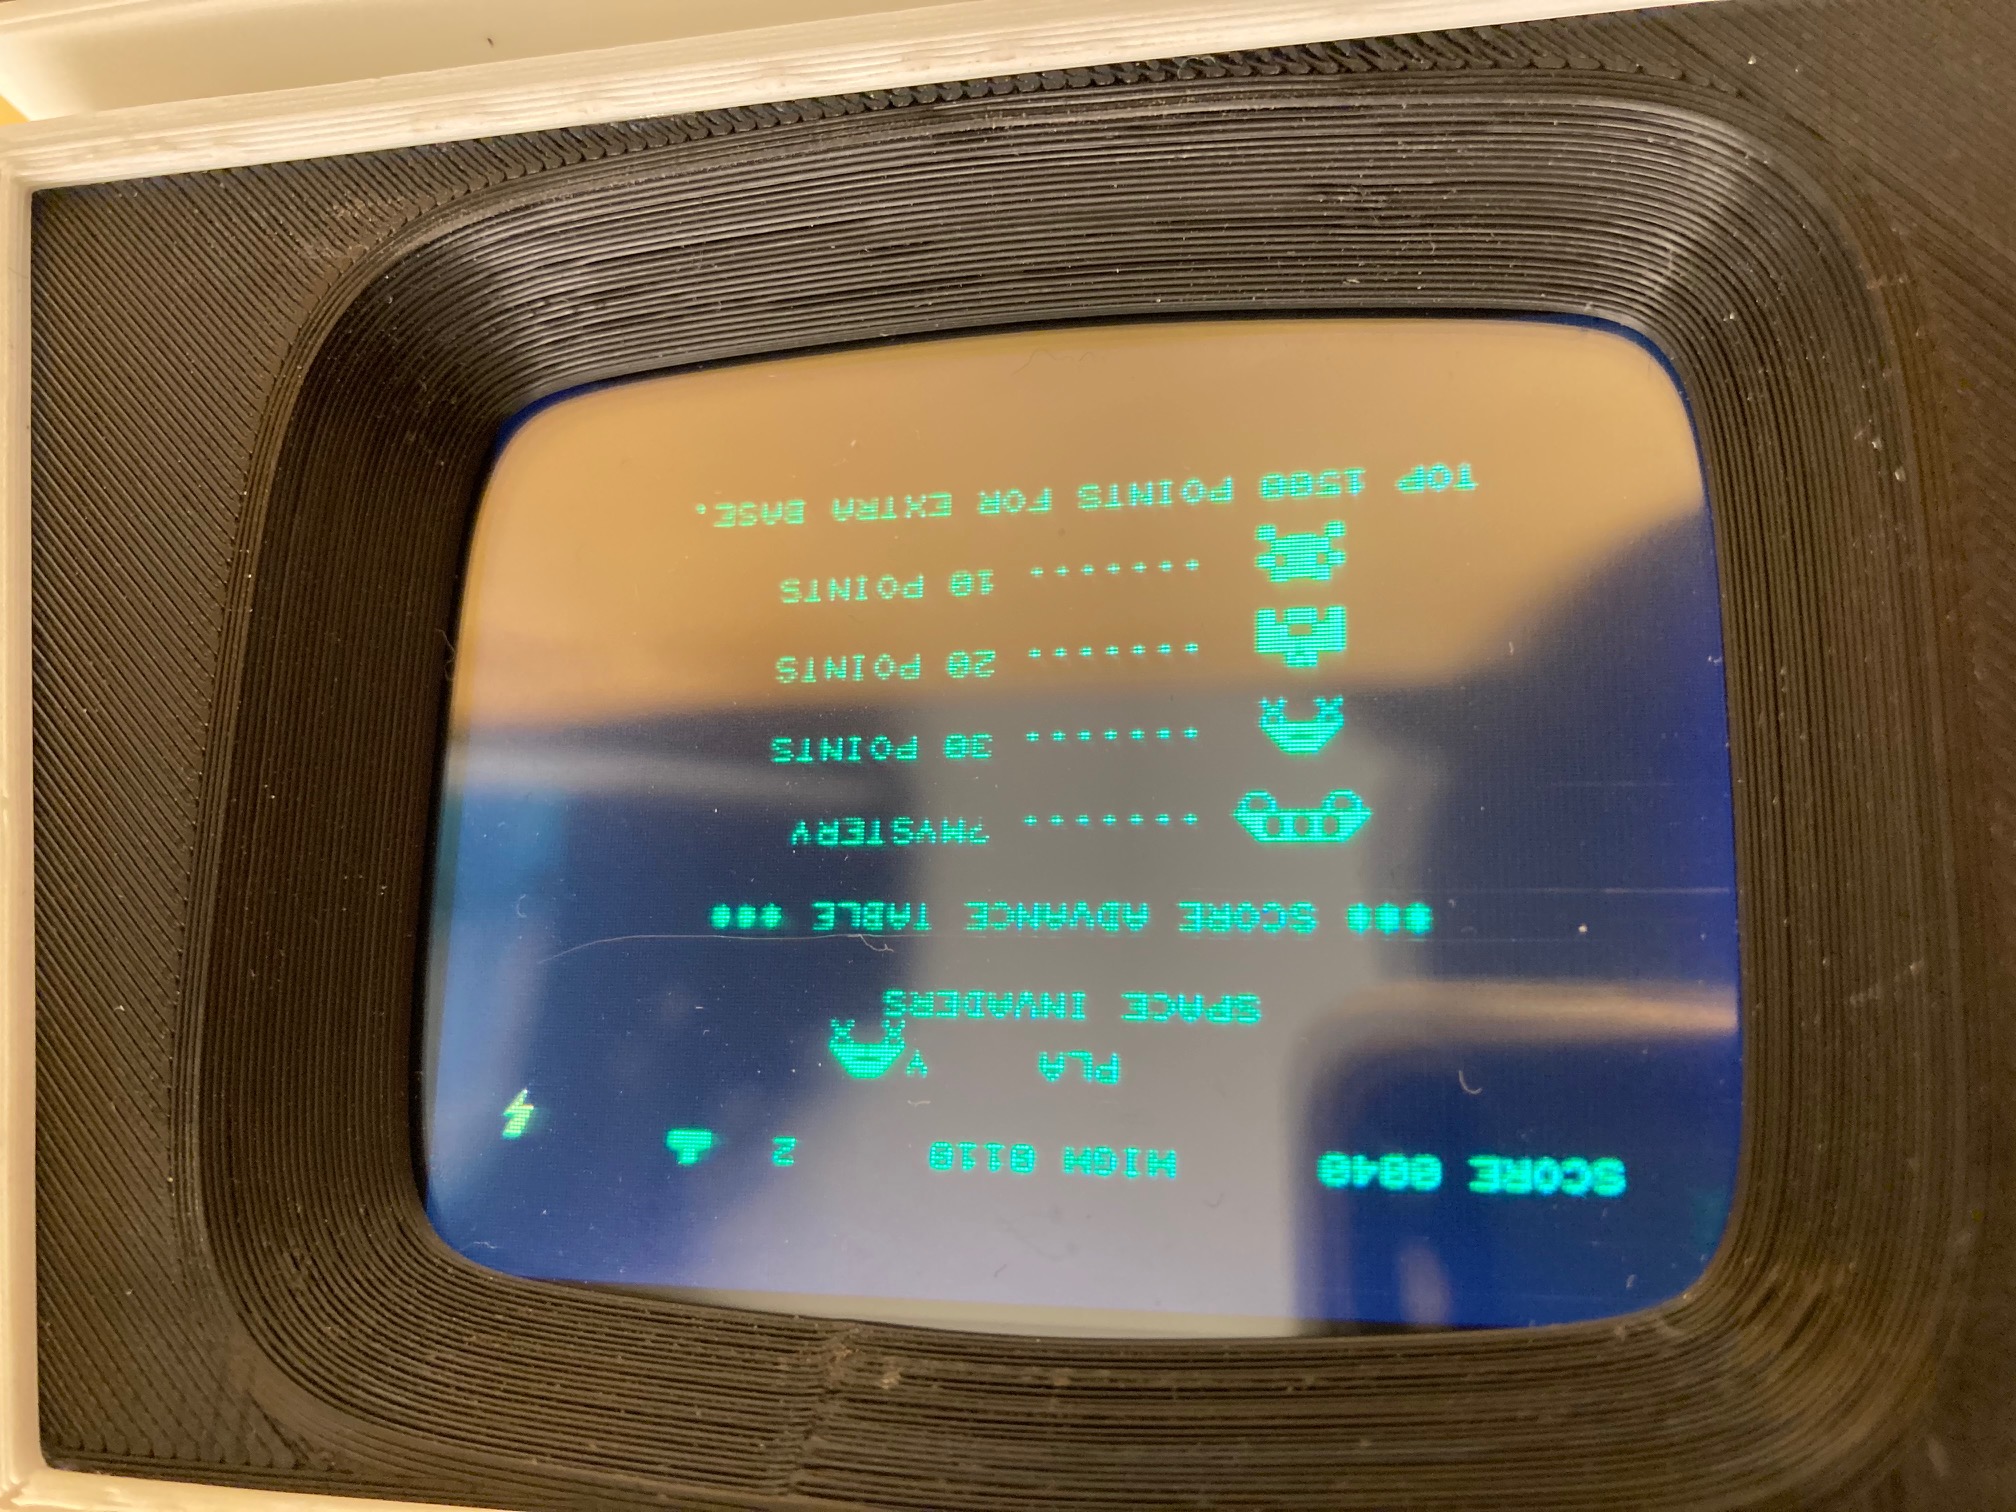 SCORE 0040 HIGH 0110 2
PLA Y
SPACE INVADERS
*** SCORE ADVANCE TABLE ***
....... ?MYSTERY
....... 30 POINTS
....... 20 POINTS
....... 10 POINTS
TOP 1500 POINTS FOR EXTRA BASE.